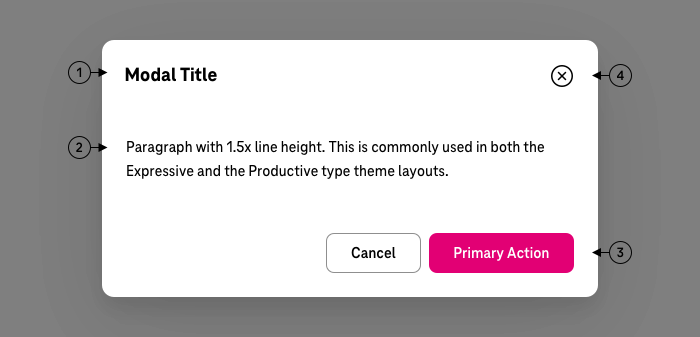 1
Modal Title
4
2
Paragraph with 1.5x line height. This is commonly used in both the
Expressive and the Productive type theme layouts.
Cancel
Primary Action
3